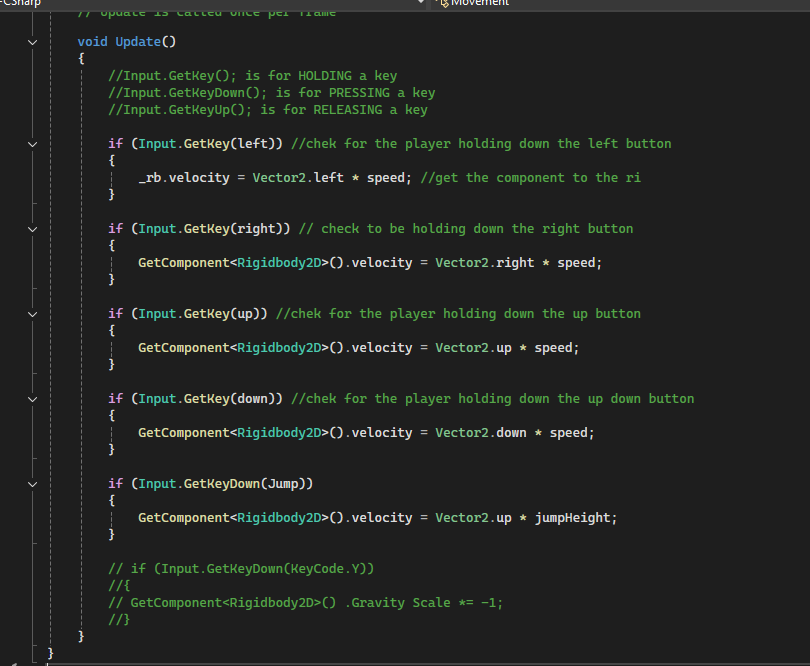 CSharp
Movement
// Update is called once per frame
void Update()
{
//Input.GetKey(); is for HOLDING a key
//Input.GetKeyDown(); is for PRESSING a key
//Input.GetKeyUp(); is for RELEASING a key
if (Input.GetKey(left)) //chek for the player holding down the left button
{
_rb.velocity = Vector2.left * speed; //get the component to the ri
}
if (Input.GetKey(right)) // check to be holding down the right button
{
GetComponent<Rigidbody2D>().velocity = Vector2.right * speed;
}
if (Input.GetKey(up)) //chek for the player holding down the up button
{
GetComponent<Rigidbody2D>().velocity = Vector2.up * speed;
}
if (Input.GetKey(down)) //chek for the player holding down the up down button
{
GetComponent<Rigidbody2D>().velocity = Vector2.down * speed;
}
if (Input.GetKeyDown(Jump))
{
GetComponent<Rigidbody2D>().velocity = Vector2.up * jumpHeight;
}
// if (Input.GetKeyDown(KeyCode.Y))
//{
// GetComponent<Rigidbody2D>() .Gravity Scale *= -1;
//}
}
}